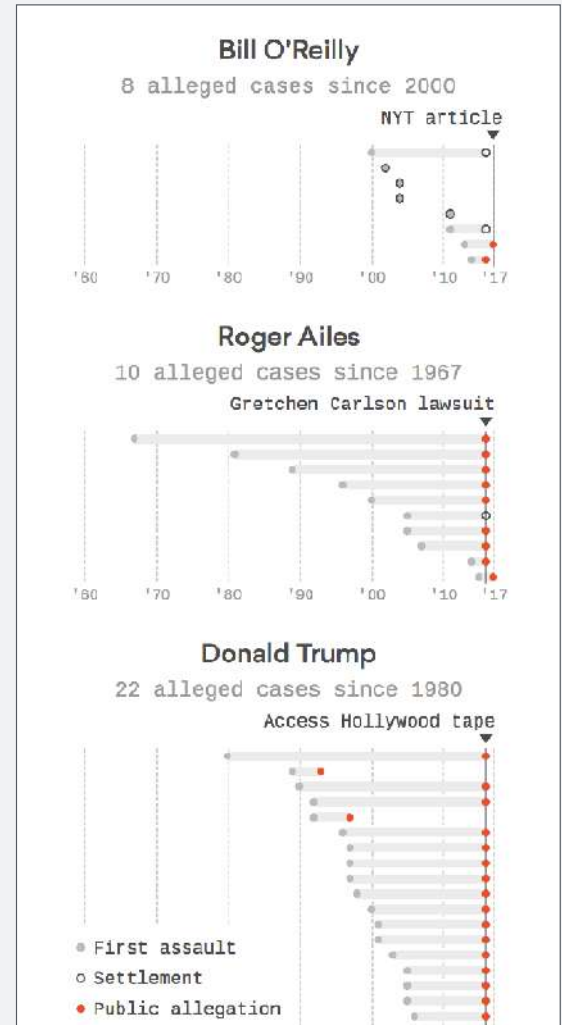 Bill O'Reilly
8 alleged cases since 2000
NYT article
'60 '70 '80 '90 '00 '10 '17
Roger Ailes
10 alleged cases since 1967
Gretchen Carlson lawsuit
'60 '70 '80 '90 '00 '10 '17
Donald Trump
22 alleged cases since 1980
Access Hollywood tape
First assault
Settlement
Public allegation